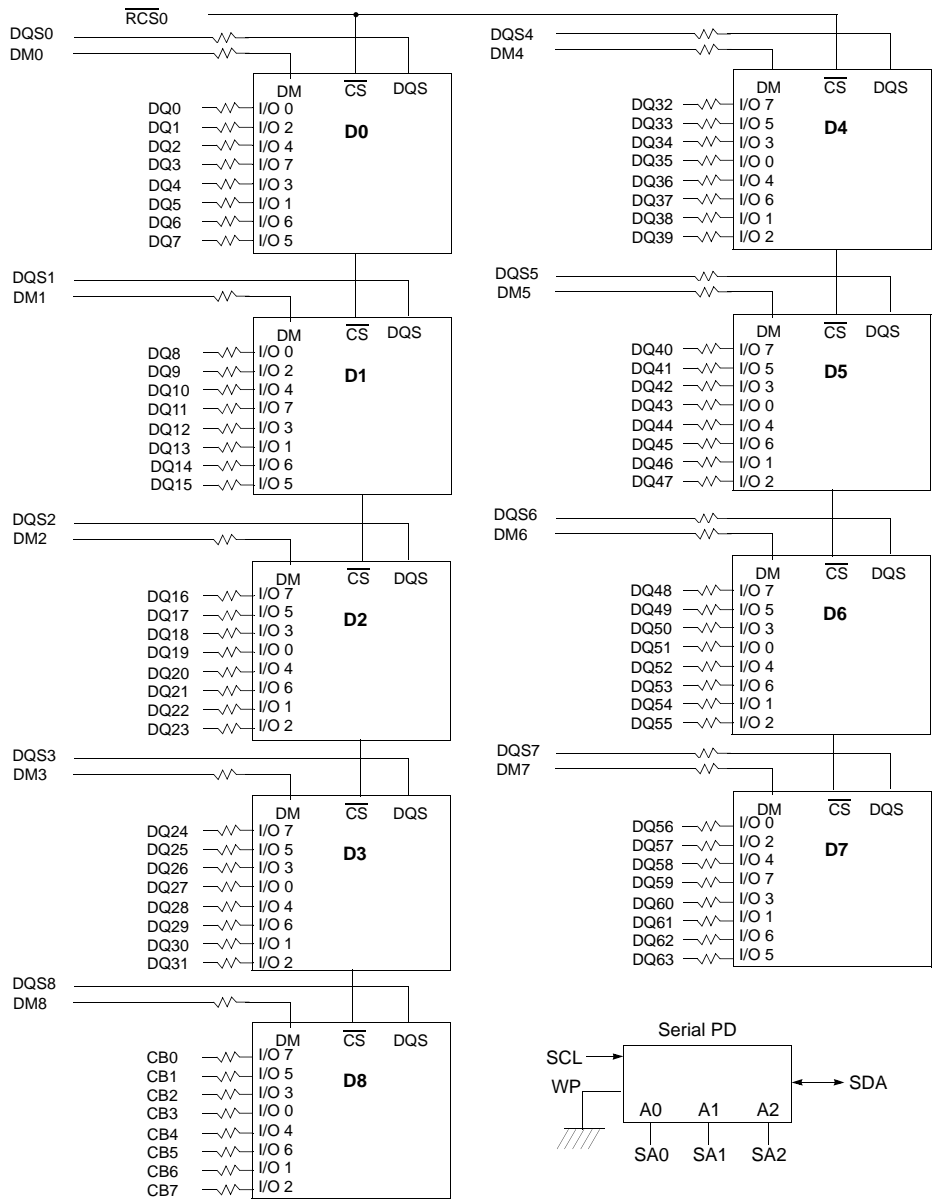 RCS0
DQS0
DM0
DM CS DQS
D0
DQ0 I/O 0
DQ1 I/O 2
DQ2 I/O 4
DQ3 I/O 7
DQ4 I/O 3
DQ5 I/O 1
DQ6 I/O 6
DQ7 I/O 5
DQS1
DM1
DM CS DQS
D1
DQ8 I/O 0
DQ9 I/O 2
DQ10 I/O 4
DQ11 I/O 7
DQ12 I/O 3
DQ13 I/O 1
DQ14 I/O 6
DQ15 I/O 5
DQS2
DM2
DM CS DQS
D2
DQ16 I/O 7
DQ17 I/O 5
DQ18 I/O 3
DQ19 I/O 0
DQ20 I/O 4
DQ21 I/O 6
DQ22 I/O 1
DQ23 I/O 2
DQS3
DM3
DM CS DQS
D3
DQ24 I/O 7
DQ25 I/O 5
DQ26 I/O 3
DQ27 I/O 0
DQ28 I/O 4
DQ29 I/O 6
DQ30 I/O 1
DQ31 I/O 2
DQS8
DM8
DM CS DQS
D8
CB0 I/O 7
CB1 I/O 5
CB2 I/O 3
CB3 I/O 0
CB4 I/O 4
CB5 I/O 6
CB6 I/O 1
CB7 I/O 2
DQS4
DM4
DM CS DQS
D4
DQ32 I/O 7
DQ33 I/O 5
DQ34 I/O 3
DQ35 I/O 0
DQ36 I/O 4
DQ37 I/O 6
DQ38 I/O 1
DQ39 I/O 2
DQS5
DM5
DM CS DQS
D5
DQ40 I/O 7
DQ41 I/O 5
DQ42 I/O 3
DQ43 I/O 0
DQ44 I/O 4
DQ45 I/O 6
DQ46 I/O 1
DQ47 I/O 2
DQS6
DM6
DM CS DQS
D6
DQ48 I/O 7
DQ49 I/O 5
DQ50 I/O 3
DQ51 I/O 0
DQ52 I/O 4
DQ53 I/O 6
DQ54 I/O 1
DQ55 I/O 2
DQS7
DM7
DM CS DQS
D7
DQ56 I/O 0
DQ57 I/O 2
DQ58 I/O 4
DQ59 I/O 7
DQ60 I/O 3
DQ61 I/O 1
DQ62 I/O 6
DQ63 I/O 5
Serial PD
SCL
WP
SDA
A0 A1 A2
SA0 SA1 SA2